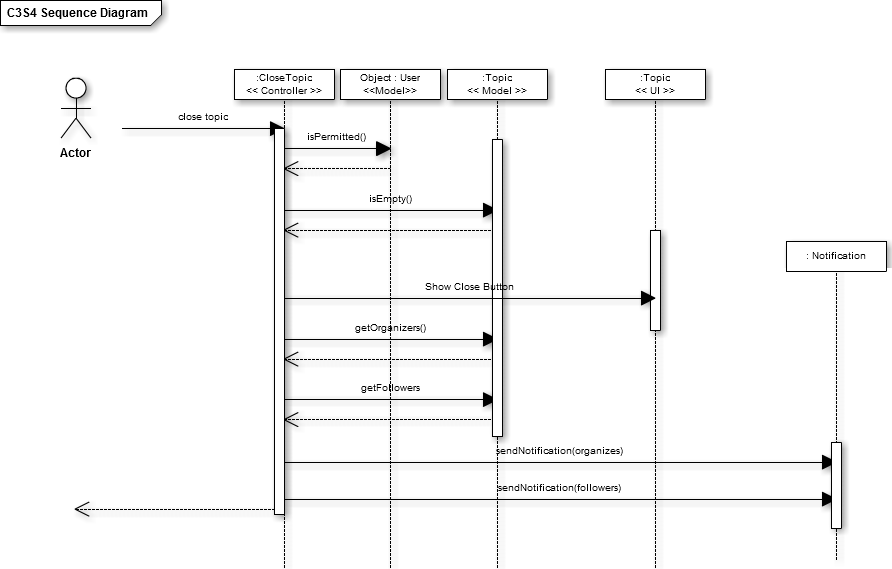 C3S4 Sequence Diagram
:CloseTopic
<< Controller >>
Object : User
<<Model>>
:Topic
<< Model >>
:Topic
<< UI >>
Actor
close topic
isPermitted()
isEmpty()
: Notification
Show Close Button
getOrganizers()
getFollowers
sendNotification(organizes)
sendNotification(followers)